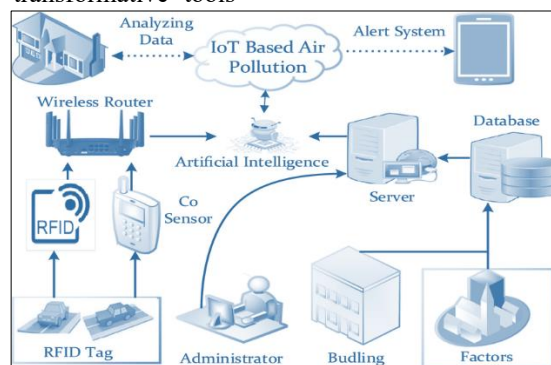 transformative tools
Analyzing
Data
IoT Based Air
Pollution
Alert System
Wireless Router
Database
Artificial Intelligence
Server
RFID
Co
Sensor
RFID Tag
Administrator
Budling
Factors